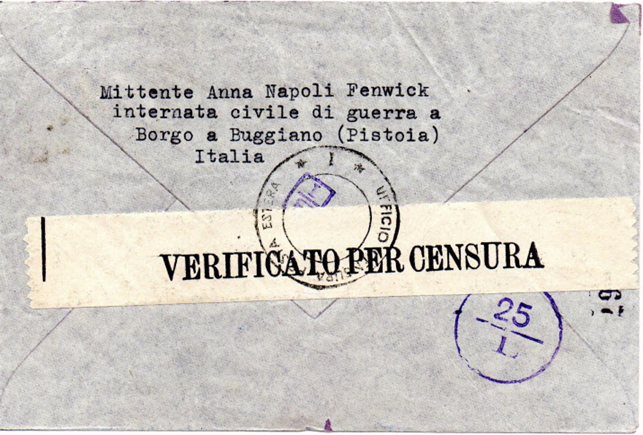 Mittente Anna Napoli Fenwick
internata civile di guerra a
Borgo a Buggiano (Pistoia)
Italia
I
UFFICIO
ESTERA
VERIFICATO PER CENSURA
25
L